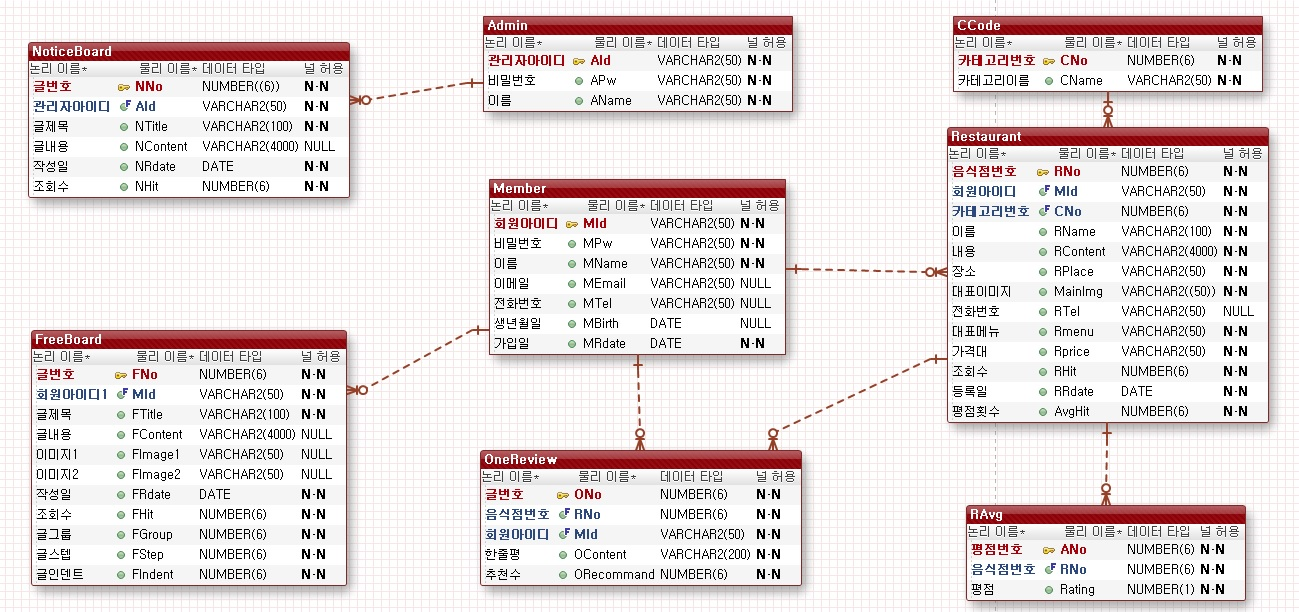 NoticeBoard
논리 이름* 물리 이름* 데이터 타입 널 허용
글번호 NNo NUMBER((6)) N-N
관리자아이디 AId VARCHAR2(50) N-N
글제목 NTitle VARCHAR2(100) N-N
글내용 NContent VARCHAR2(4000) NULL
작성일 NRdate DATE N-N
조회수 NHit NUMBER(6) N-N
Admin
논리 이름* 물리 이름* 데이터 타입 널 허용
관리자아이디 AId VARCHAR2(50) N-N
비밀번호 APw VARCHAR2(50) N-N
이름 AName VARCHAR2(50) N-N
CCode
논리 이름* 물리 이름* 데이터 타입 널 허용
카테고리번호 CNo NUMBER(6) N-N
카테고리이름 CName VARCHAR2(50) N-N
Member
논리 이름* 물리 이름* 데이터 타입 널 허용
회원아이디 MId VARCHAR2(50) N-N
비밀번호 MPw VARCHAR2(50) N-N
이름 MName VARCHAR2(50) N-N
이메일 MEmail VARCHAR2(50) NULL
전화번호 MTel VARCHAR2(50) NULL
생년월일 MBirth DATE NULL
가입일 MRdate DATE N-N
Restaurant
논리 이름* 물리 이름* 데이터 타입 널 허용
음식점번호 RNo NUMBER(6) N-N
회원아이디 MId VARCHAR2(50) N-N
카테고리번호 CNo NUMBER(6) N-N
이름 RName VARCHAR2(100) N-N
내용 RContent VARCHAR2(4000) N-N
장소 RPlace VARCHAR2(50) N-N
대표이미지 MainImg VARCHAR2((50)) N-N
전화번호 RTel VARCHAR2(50) NULL
대표메뉴 Rmenu VARCHAR2(50) N-N
가격대 Rprice VARCHAR2(50) N-N
조회수 RHit NUMBER(6) N-N
등록일 RRdate DATE N-N
평점횟수 AvgHit NUMBER(6) N-N
FreeBoard
논리 이름* 물리 이름* 데이터 타입 널 허용
글번호 FNo NUMBER(6) N-N
회원아이디1 MId VARCHAR2(50) N-N
글제목 FTitle VARCHAR2(100) N-N
글내용 FContent VARCHAR2(4000) NULL
이미지1 FImage1 VARCHAR2(50) NULL
이미지2 FImage2 VARCHAR2(50) NULL
작성일 FRdate DATE N-N
조회수 FHit NUMBER(6) N-N
글그룹 FGroup NUMBER(6) N-N
글스텝 FStep NUMBER(6) N-N
글인덴트 FIndent NUMBER(6) N-N
OneReview
논리 이름* 물리 이름* 데이터 타입 널 허용
글번호 ONo NUMBER(6) N-N
음식점번호 RNo NUMBER(6) N-N
회원아이디 MId VARCHAR2(50) N-N
한줄평 OContent VARCHAR2(200) N-N
추천수 ORecommand NUMBER(6) N-N
RAvg
논리 이름* 물리 이름* 데이터 타입 널 허용
평점번호 ANo NUMBER(6) N-N
음식점번호 RNo NUMBER(6) N-N
평점 Rating NUMBER(1) N-N